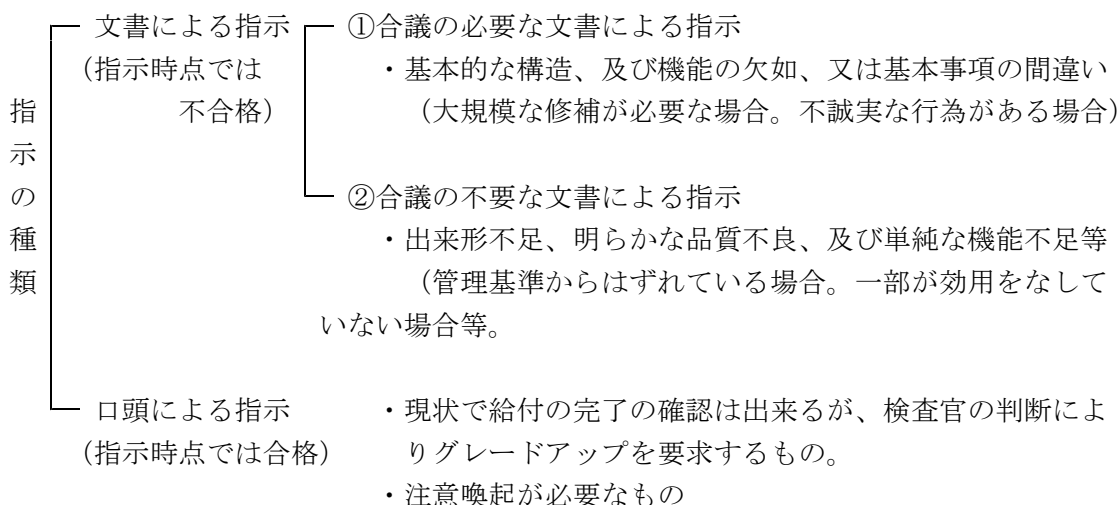 指示の種類
文書による指示
(指示時点では
不合格)
①合議の必要な文書による指示
・基本的な構造、及び機能の欠如、又は基本事項の間違い
(大規模な修補が必要な場合。不誠実な行為がある場合)
②合議の不要な文書による指示
・出来形不足、明らかな品質不良、及び単純な機能不足等
(管理基準からはずれている場合。一部が効用をなして
いない場合等。
口頭による指示
(指示時点では合格)
・現状で給付の完了の確認は出来るが、検査官の判断によ
りグレードアップを要求するもの。
・注意喚起が必要なもの